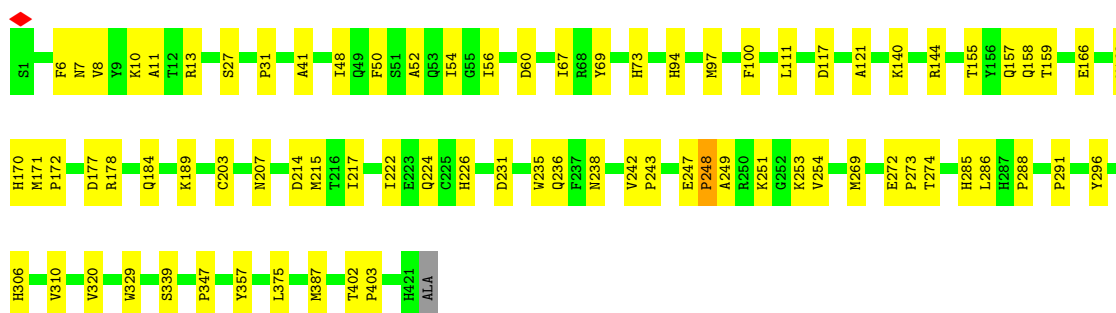 S1 F6 N7 V8 Y9 K10 A11 T12 R13 S27 P31 A41 I48 Q49 F50 S51 A52 Q53 I54 G55 I56 D60 I67 R68 Y69 H73 H94 M97 F100 L111 D117 A121 K140 R144 T155 Y156 Q157 Q158 T159 E166
H170 M171 P172 D177 R178 Q184 K189 C203 N207 D214 M215 T216 I217 I222 E223 Q224 C225 H226 D231 W235 Q236 F237 N238 V242 P243 E247 P248 A249 R250 K251 G252 K253 V254 M269 E272 P273 T274 H285 L286 H287 P288 P291 Y296
H306 V310 V320 W329 S339 P347 Y357 L375 M387 T402 P403 H421 ALA